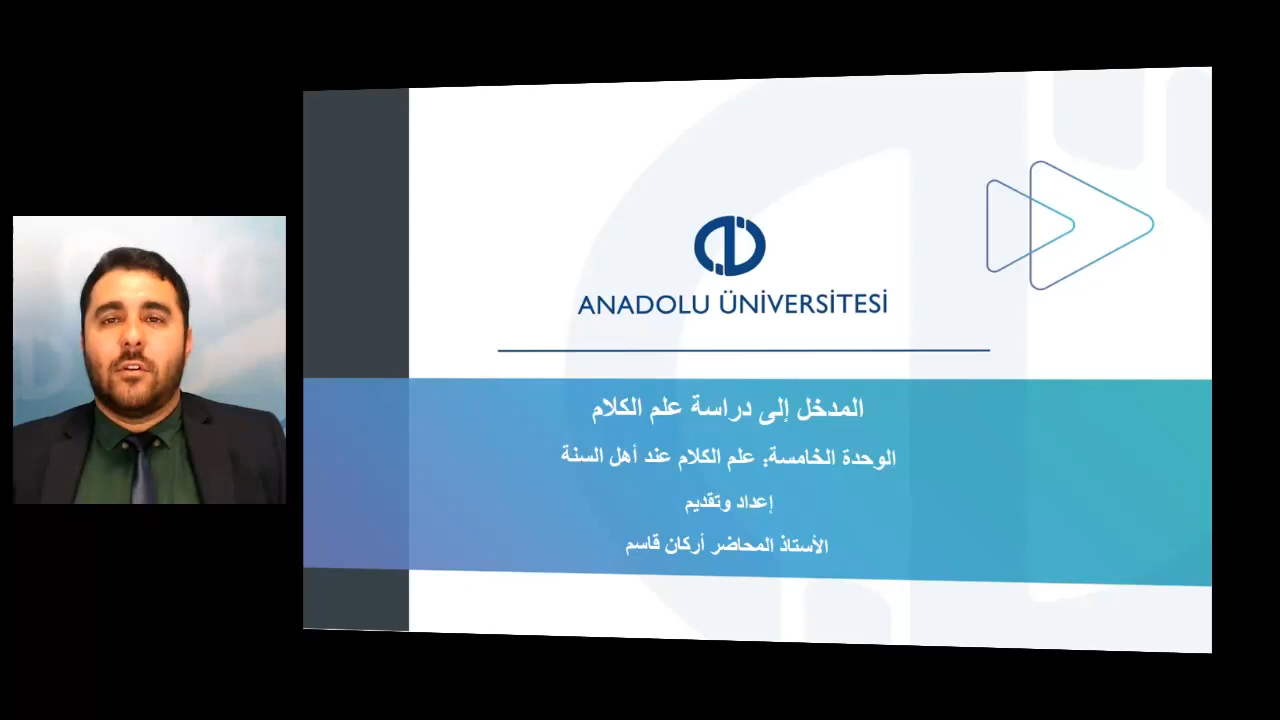 ANADOLU ÜNİVERSİTESİ
المدخل إلى دراسة علم الكلام
الوحدة الخامسة: علم الكلام عند أهل السنة
إعداد وتقديم
الأستاذ المحاضر أركان قاسم